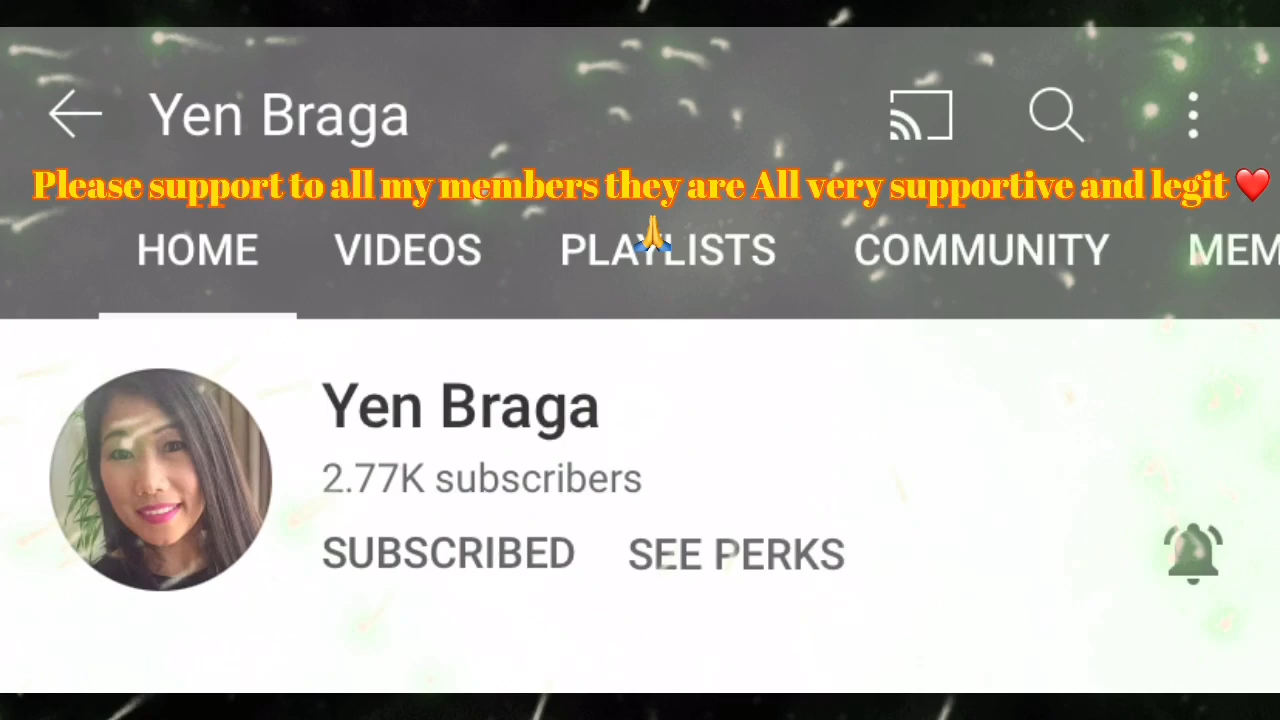 Yen Braga
Please support to all my members they are All very supportive and legit ❤️
🙏
HOME VIDEOS PLAYLISTS COMMUNITY MEM
Yen Braga
2.77K subscribers
SUBSCRIBED SEE PERKS